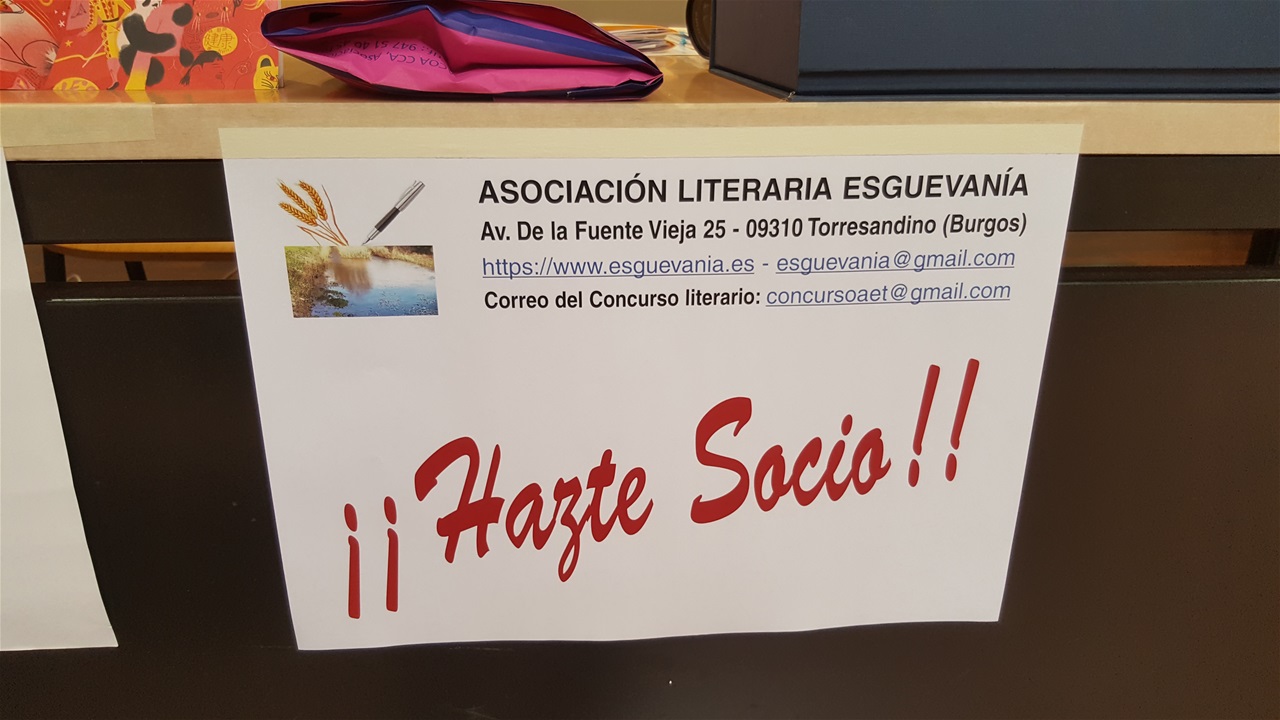 ASOCIACIÓN LITERARIA ESGUEVANÍA
Av. De la Fuente Vieja 25 - 09310 Torresandino (Burgos)
https://www.esguevania.es - esguevania@gmail.com
Correo del Concurso literario: concursoaet@gmail.com
¡¡Hazte Socio!!